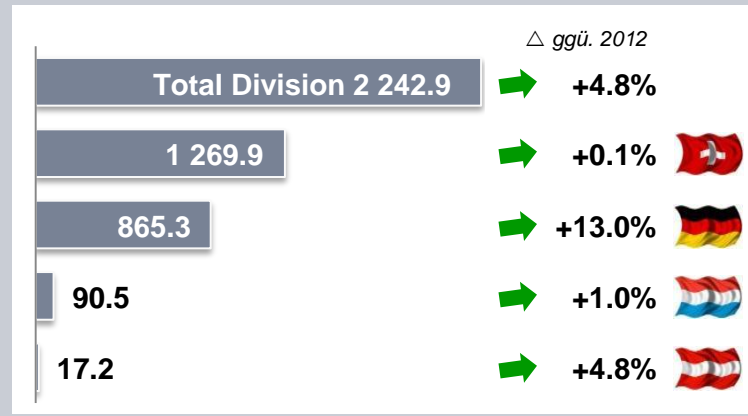 △ ggü. 2012
Total Division 2 242.9 +4.8%
1 269.9 +0.1%
865.3 +13.0%
90.5 +1.0%
17.2 +4.8%